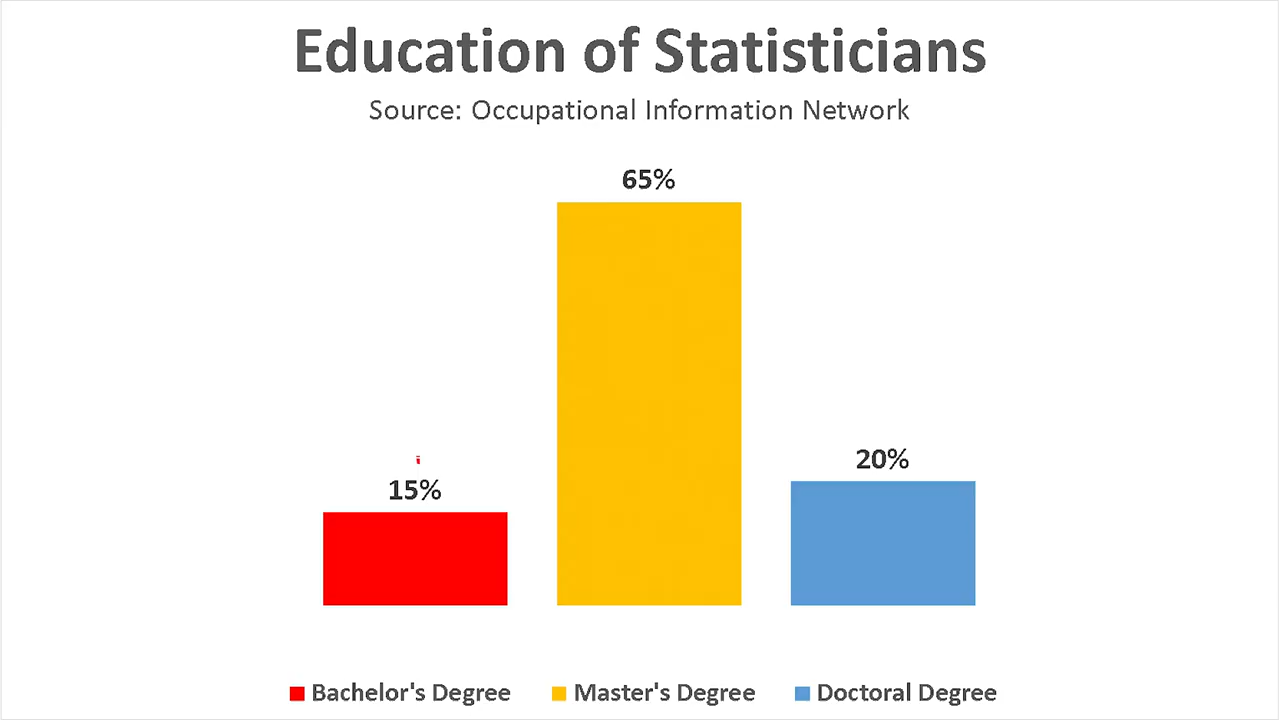 Education of Statisticians
Source: Occupational Information Network
65%
20%
15%
Bachelor's Degree Master's Degree Doctoral Degree